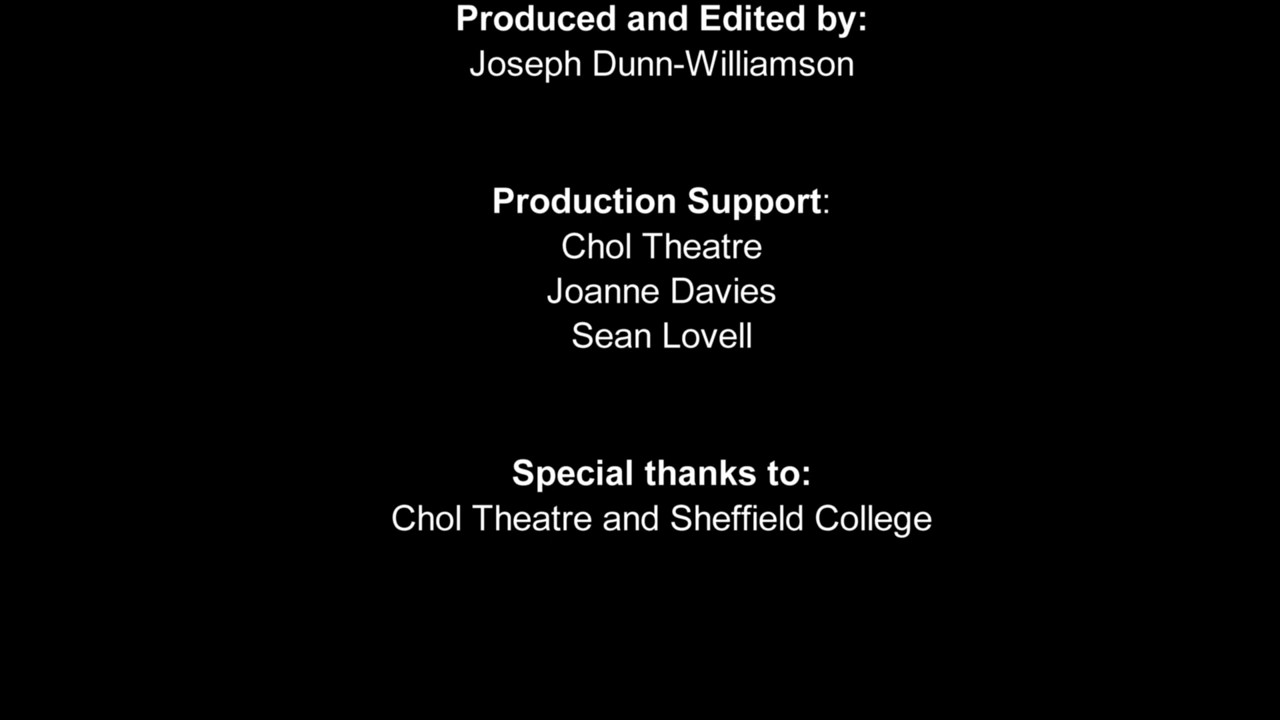 Produced and Edited by:
Joseph Dunn-Williamson
Production Support:
Chol Theatre
Joanne Davies
Sean Lovell
Special thanks to:
Chol Theatre and Sheffield College